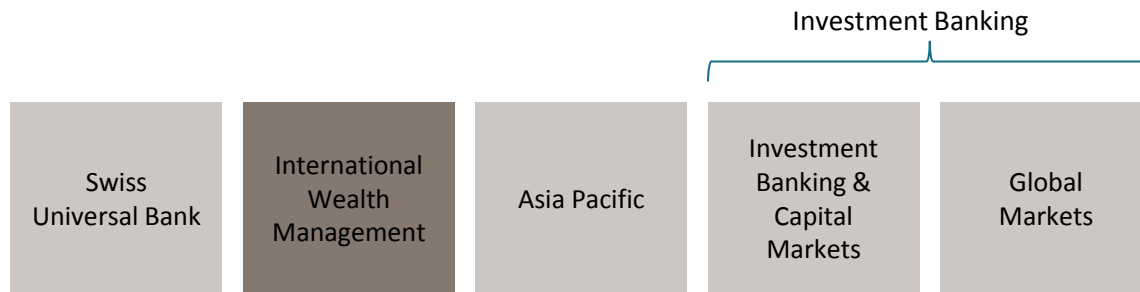 Investment Banking
Swiss
Universal Bank
International
Wealth
Management
Asia Pacific
Investment
Banking &
Capital
Markets
Global
Markets